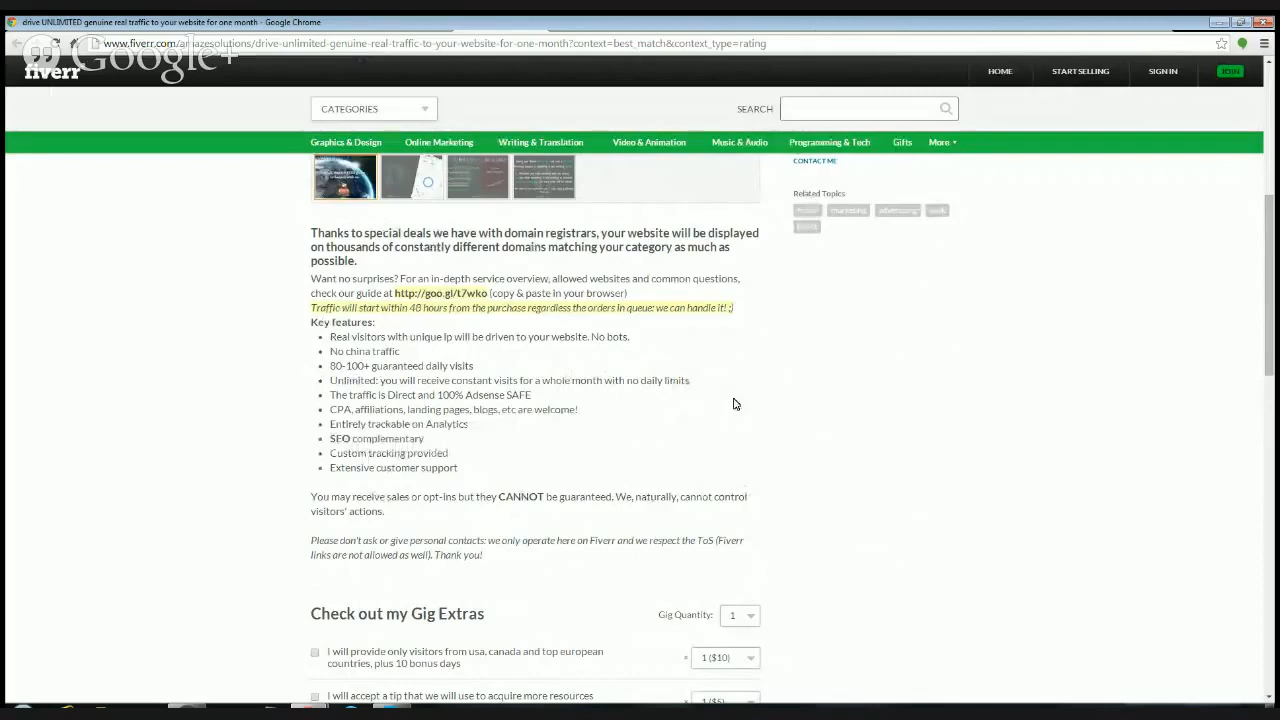 drive UNLIMITED genuine real traffic to your website for one month - Google Chrome
www.fiverr.com/amazesolutions/drive-unlimited-genuine-real-traffic-to-your-website-for-one-month?context=best_match&context_type=rating
Google+
fiverr
HOME START SELLING SIGN IN JOIN
CATEGORIES SEARCH
Graphics & Design Online Marketing Writing & Translation Video & Animation Music & Audio Programming & Tech Gifts More
CONTACT ME
Related Topics
marketing advertising
Thanks to special deals we have with domain registrars, your website will be displayed
on thousands of constantly different domains matching your category as much as
possible.
Want no surprises? For an in-depth service overview, allowed websites and common questions,
check our guide at http://goo.gl/t7wko (copy & paste in your browser)
Traffic will start within 48 hours from the purchase regardless the orders in queue: we can handle it! ;)
Key features:
Real visitors with unique ip will be driven to your website. No bots.
No china traffic
80-100+ guaranteed daily visits
Unlimited: you will receive constant visits for a whole month with no daily limits
The traffic is Direct and 100% Adsense SAFE
CPA, affiliations, landing pages, blogs, etc are welcome!
Entirely trackable on Analytics
SEO complementary
Custom tracking provided
Extensive customer support
You may receive sales or opt-ins but they CANNOT be guaranteed. We, naturally, cannot control
visitors' actions.
Please don't ask or give personal contacts: we only operate here on Fiverr and we respect the ToS (Fiverr
links are not allowed as well). Thank you!
Check out my Gig Extras Gig Quantity: 1
I will provide only visitors from usa, canada and top european
countries, plus 10 bonus days × 1 ($10)
I will accept a tip that we will use to acquire more resources 1 ($5)